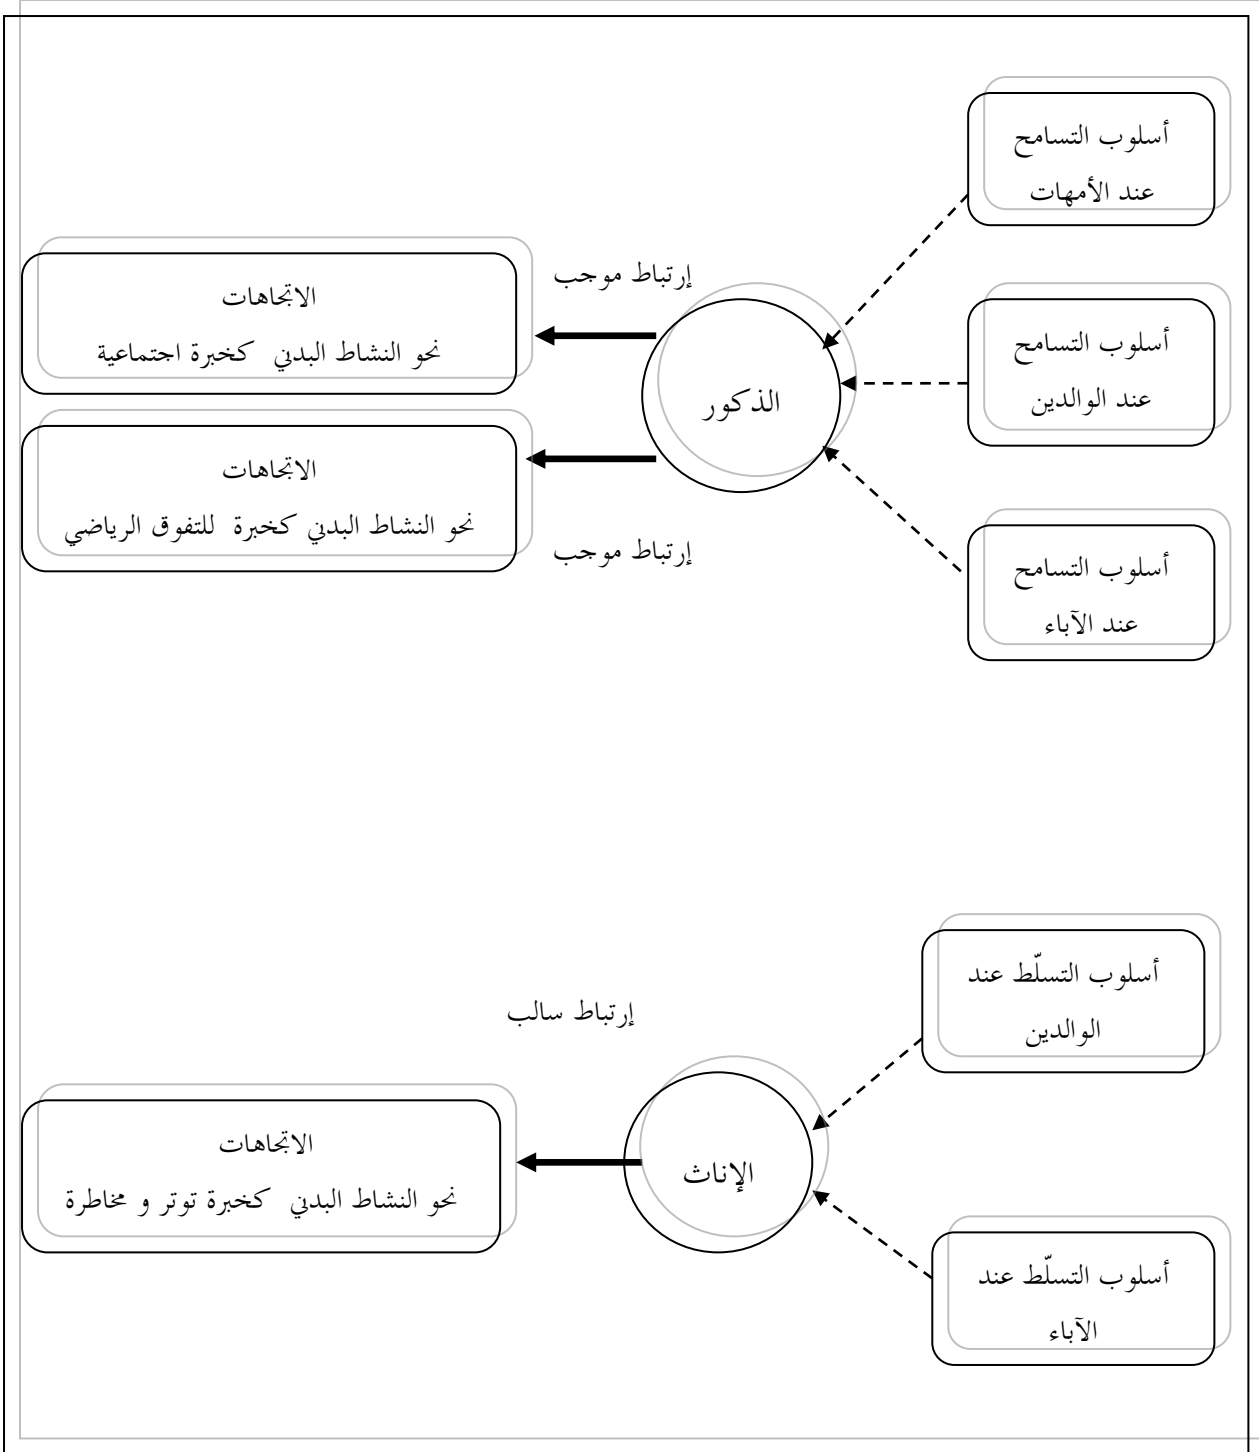 أسلوب التسامح
عند الأمهات
إرتباط موجب
الاتجاهات
نحو النشاط البدني كخبرة اجتماعية
أسلوب التسامح
عند الوالدين
الذكور
الاتجاهات
نحو النشاط البدني كخبرة للتفوق الرياضي
إرتباط موجب
أسلوب التسامح
عند الآباء
أسلوب التسلّط عند
الوالدين
إرتباط سالب
الإناث
الاتجاهات
نحو النشاط البدني كخبرة توتر و مخاطرة
أسلوب التسلّط عند
الآباء